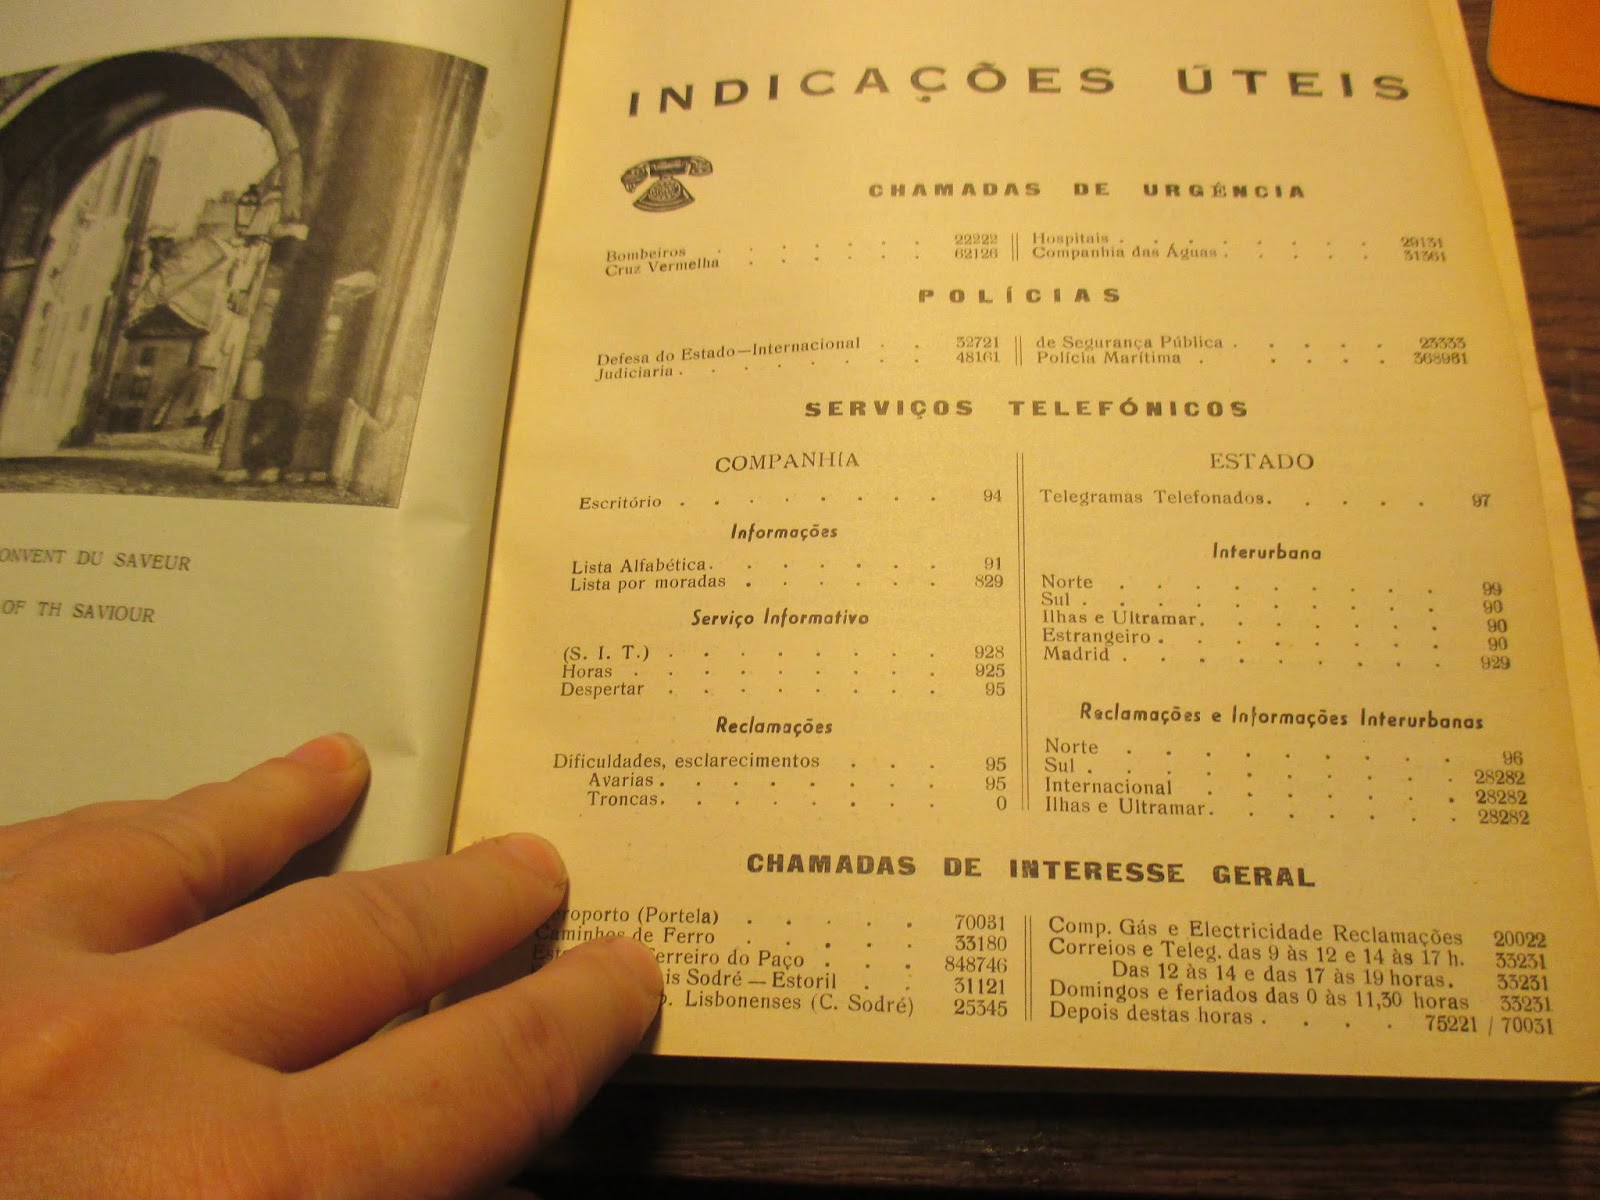 ONVENT DU SAVEUR
OF TH SAVIOUR
INDICAÇÕES ÚTEIS
CHAMADAS DE URGÊNCIA
Bombeiros . . . . . . 22222
Cruz Vermelha . . . . . . 62126
Hospitais . . . . . . . 29131
Companhia das Águas . . . . . 31361
POLÍCIAS
Defesa do Estado—Internacional . . 32721
Judiciaria . . . . . . . 48161
de Segurança Pública . . . . . 23333
Polícia Marítima . . . . . 368961
SERVIÇOS TELEFÓNICOS
COMPANHIA
Escritório . . . . . . . . 94
Informações
Lista Alfabética. . . . . . . 91
Lista por moradas . . . . . . 829
Serviço Informativo
(S. I. T.) . . . . . . . . 928
Horas . . . . . . . . . 925
Despertar . . . . . . . . 95
Reclamações
Dificuldades, esclarecimentos . . . 95
Avarias . . . . . . . . 95
Troncas. . . . . . . . 0
ESTADO
Telegramas Telefonados. . . . . 97
Interurbana
Norte . . . . . . . . . 99
Sul . . . . . . . . . . 90
Ilhas e Ultramar. . . . . . . 90
Estrangeiro . . . . . . . . 90
Madrid . . . . . . . . . 929
Reclamações e Informações Interurbanas
Norte . . . . . . . . . 96
Sul . . . . . . . . . . 28282
Internacional . . . . . . . 28282
Ilhas e Ultramar. . . . . . . 28282
CHAMADAS DE INTERESSE GERAL
eroporto (Portela) . . . . . 70031
Caminhos de Ferro . . . . . 33180
Est erreiro do Paço . . . 848746
is Sodré — Estoril . . 31121
. Lisbonenses (C. Sodré) 25345
Comp. Gás e Electricidade Reclamações 20022
Correios e Teleg. das 9 às 12 e 14 às 17 h. 33231
Das 12 às 14 e das 17 às 19 horas. 33231
Domingos e feriados das 0 às 11,30 horas 33231
Depois destas horas . . . . 75221 / 70031